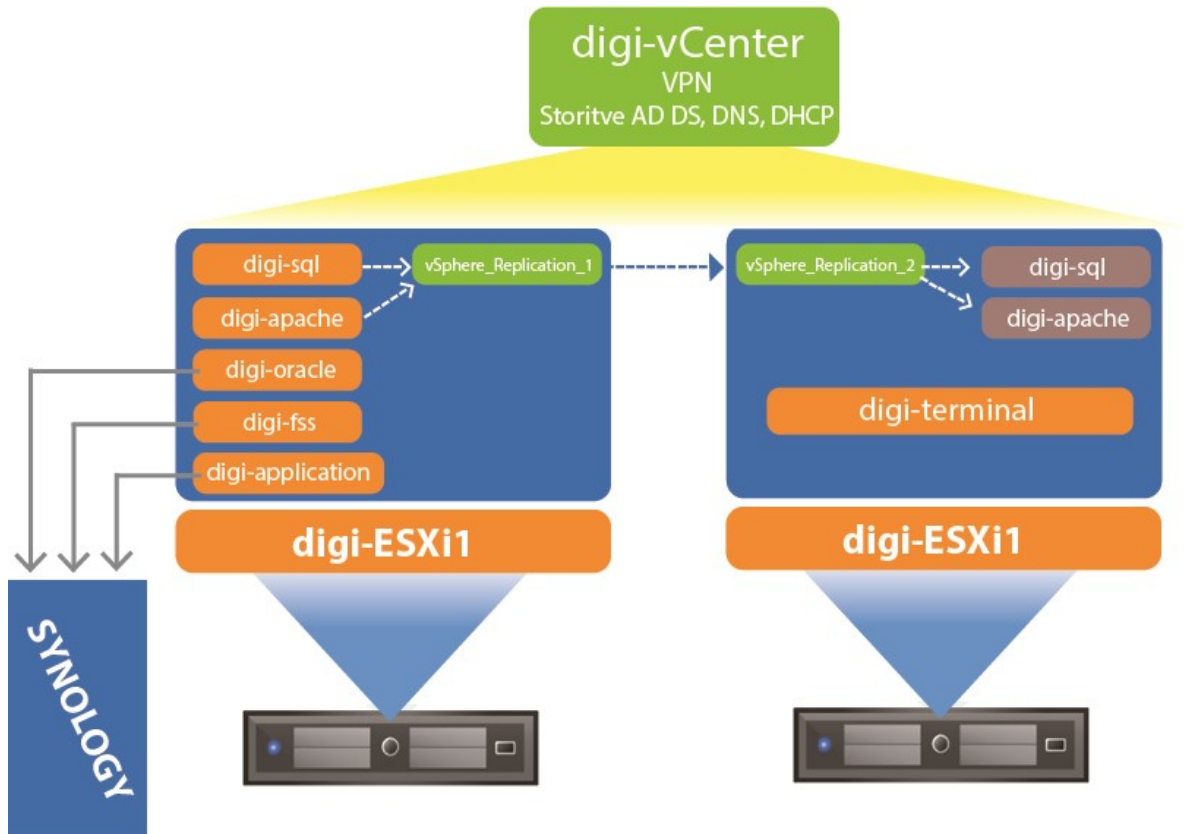 digi-vCenter
VPN
Storitve AD DS, DNS, DHCP
digi-sql
vSphere_Replication_1
digi-apache
digi-oracle
digi-fss
digi-application
digi-ESXi1
vSphere_Replication_2
digi-sql
digi-apache
digi-terminal
digi-ESXi1
SYNOLOGY